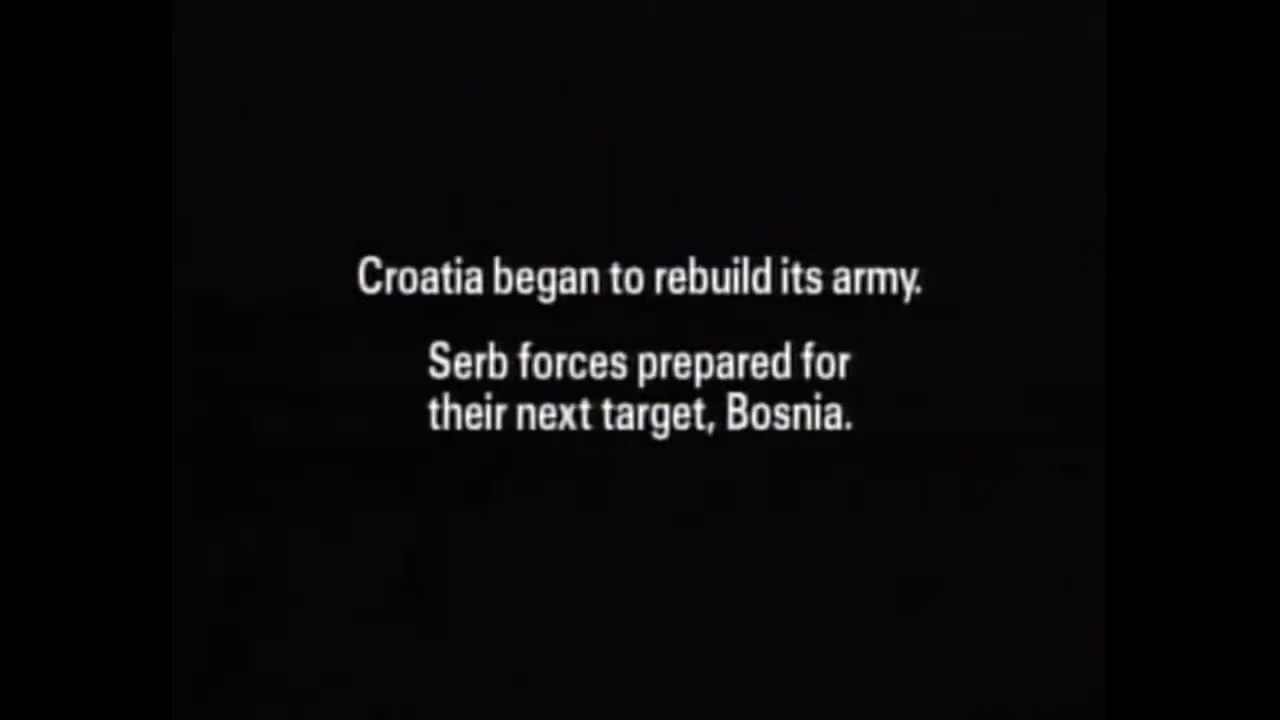 Croatia began to rebuild its army.
Serb forces prepared for
their next target, Bosnia.